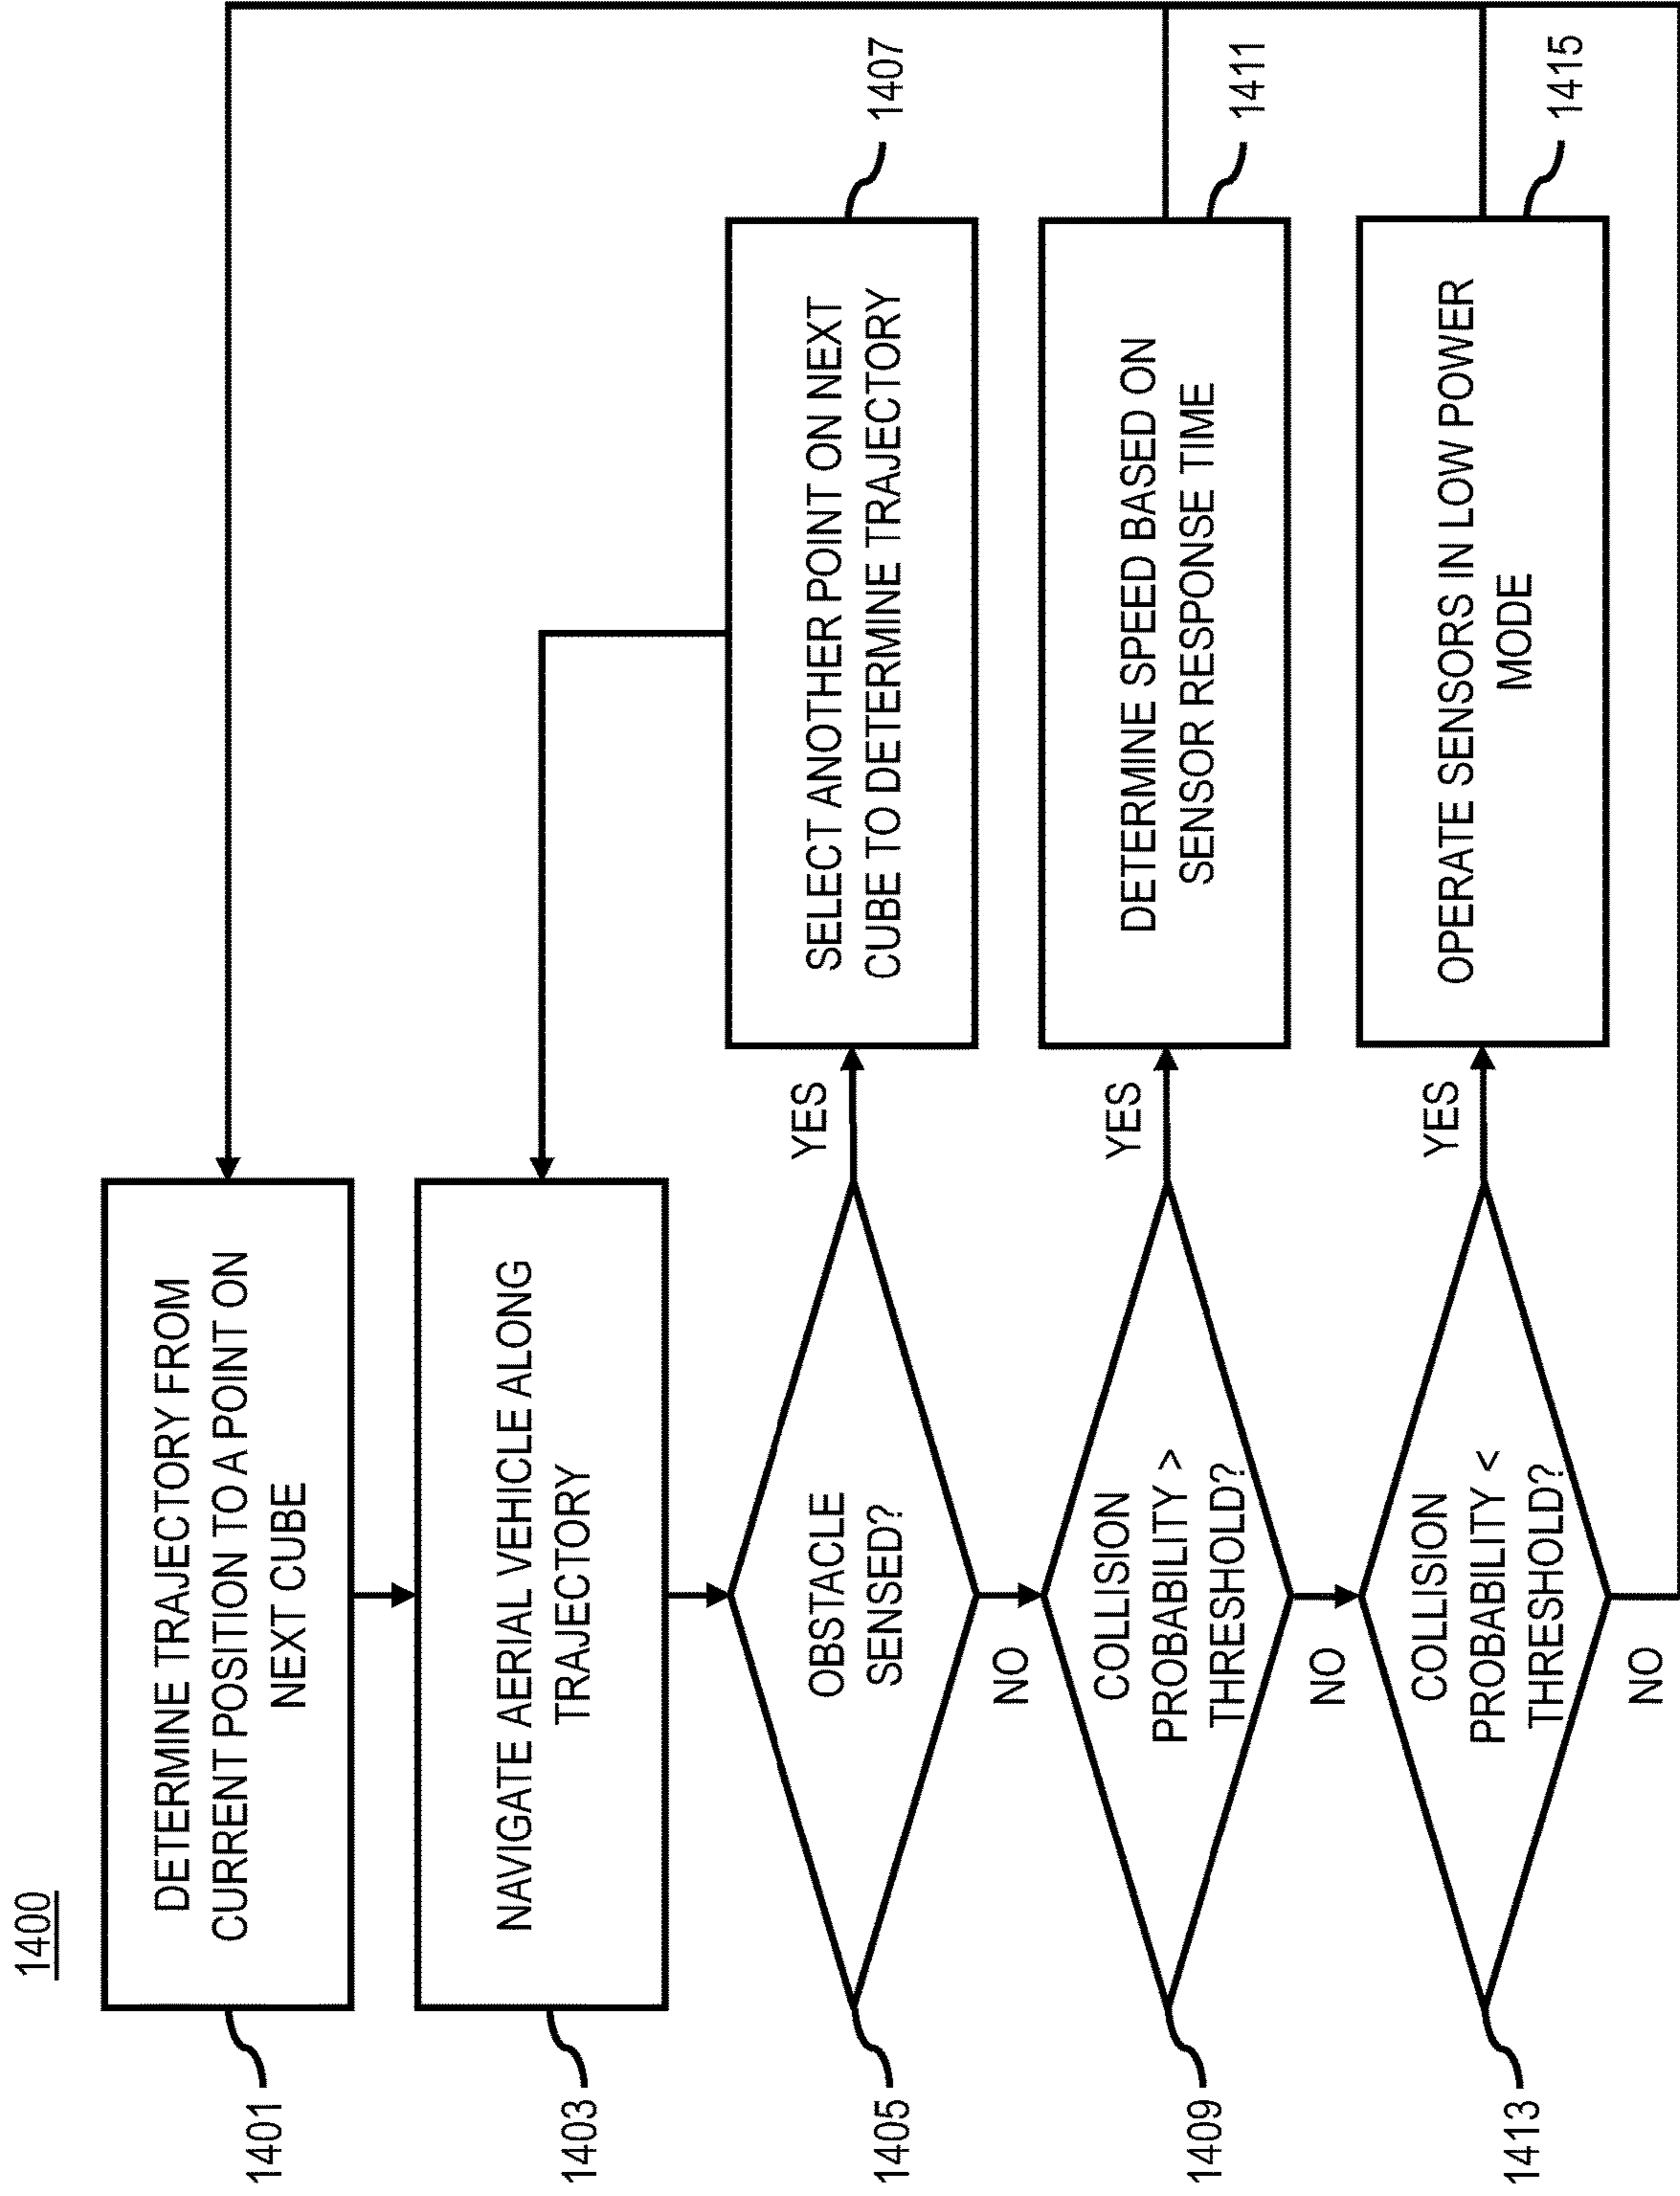 1400
DETERMINE TRAJECTORY FROM
CURRENT POSITION TO A POINT ON
NEXT CUBE
1401
NAVIGATE AERIAL VEHICLE ALONG
TRAJECTORY
1403
OBSTACLE
SENSED?
1405
YES
NO
SELECT ANOTHER POINT ON NEXT
CUBE TO DETERMINE TRAJECTORY
1407
COLLISION
PROBABILITY >
THRESHOLD?
1409
YES
NO
DETERMINE SPEED BASED ON
SENSOR RESPONSE TIME
1411
COLLISION
PROBABILITY <
THRESHOLD?
1413
YES
NO
OPERATE SENSORS IN LOW POWER
MODE
1415